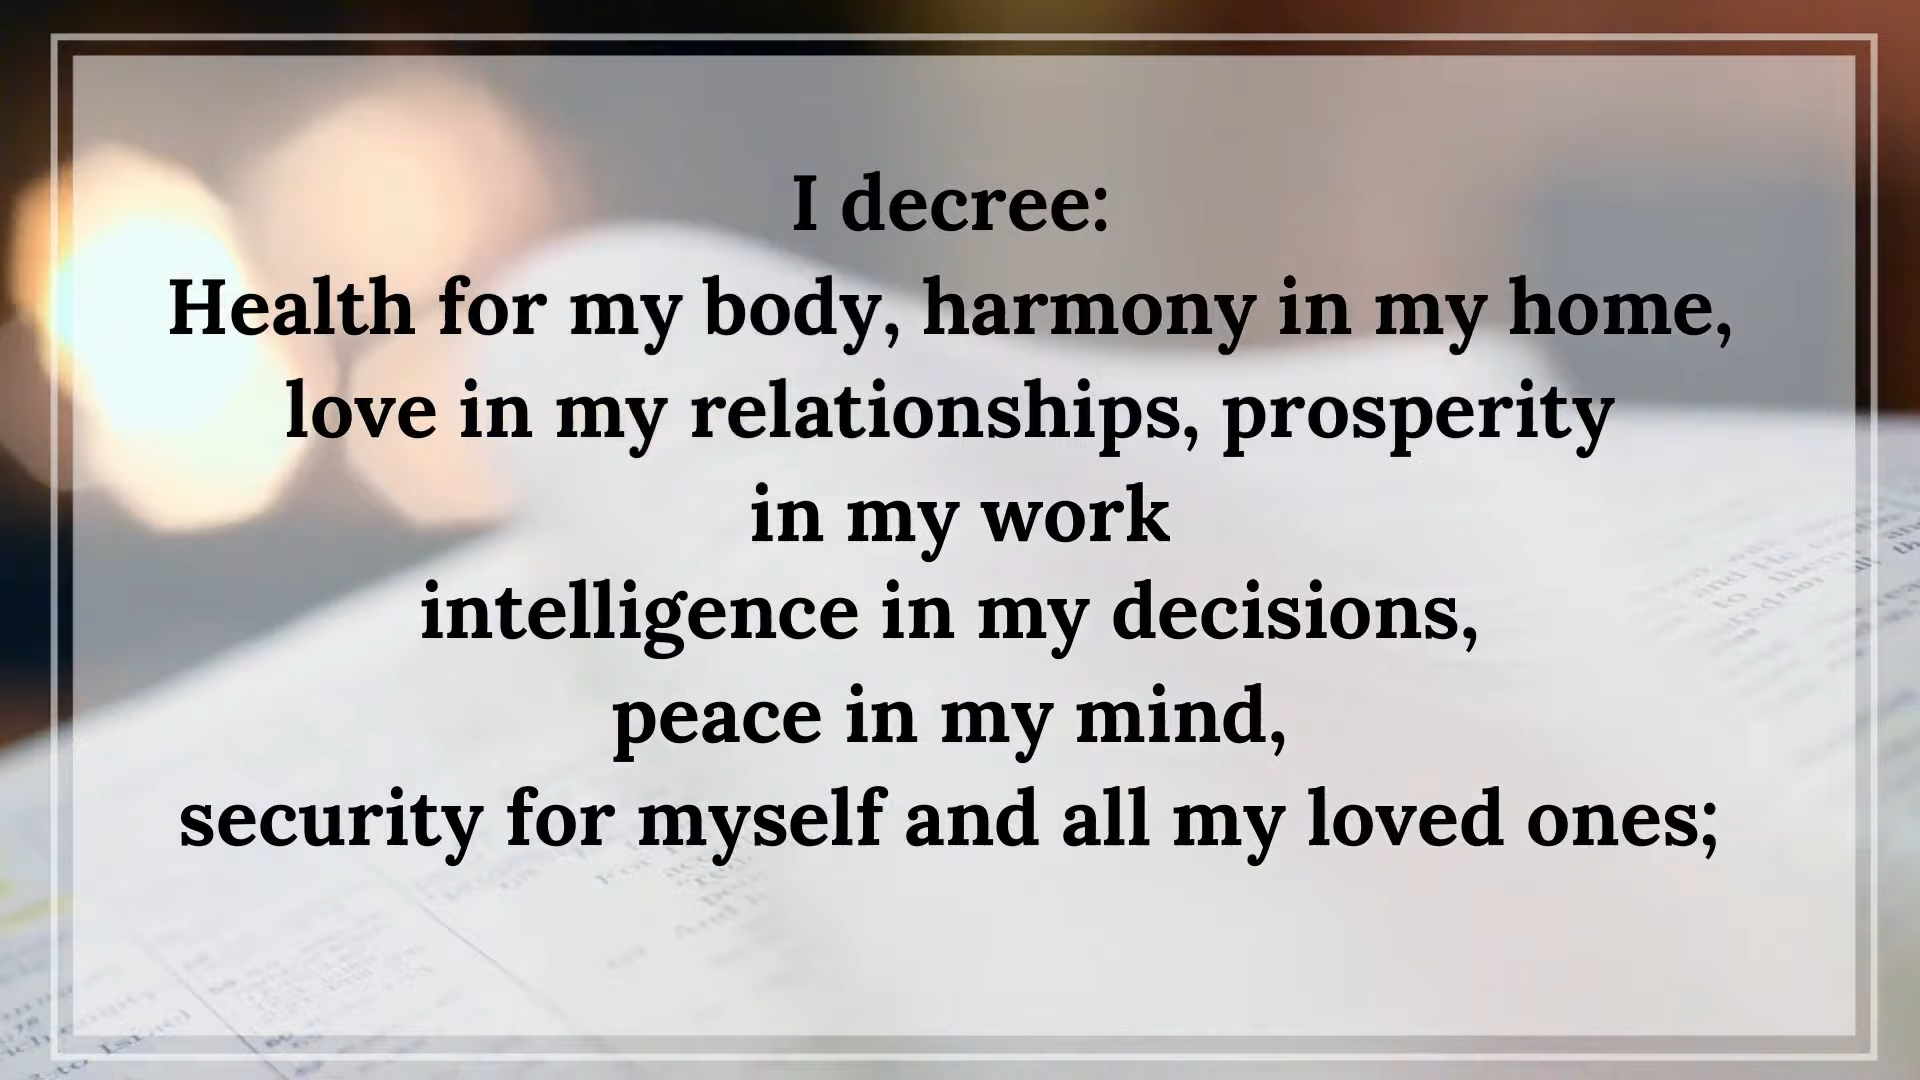 I decree:
Health for my body, harmony in my home,
love in my relationships, prosperity
in my work
intelligence in my decisions,
peace in my mind,
security for myself and all my loved ones;